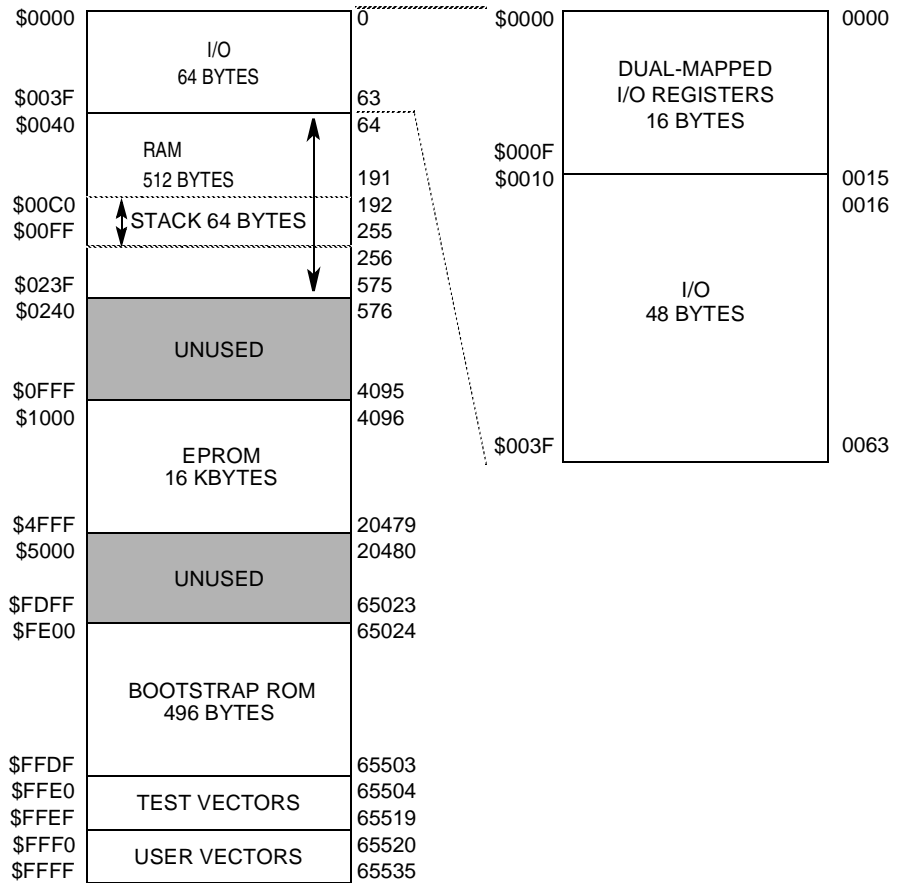 $0000
0
I/O
64 BYTES
$003F
63
$0040
64
RAM
512 BYTES
191
$00C0
192
STACK 64 BYTES
$00FF
255
256
$023F
575
$0240
576
UNUSED
$0FFF
4095
$1000
4096
EPROM
16 KBYTES
$4FFF
20479
$5000
20480
UNUSED
$FDFF
65023
$FE00
65024
BOOTSTRAP ROM
496 BYTES
$FFDF
65503
$FFE0
65504
TEST VECTORS
$FFEF
65519
$FFF0
65520
USER VECTORS
$FFFF
65535
$0000
0000
DUAL-MAPPED
I/O REGISTERS
16 BYTES
$000F
$0010
0015
0016
I/O
48 BYTES
$003F
0063